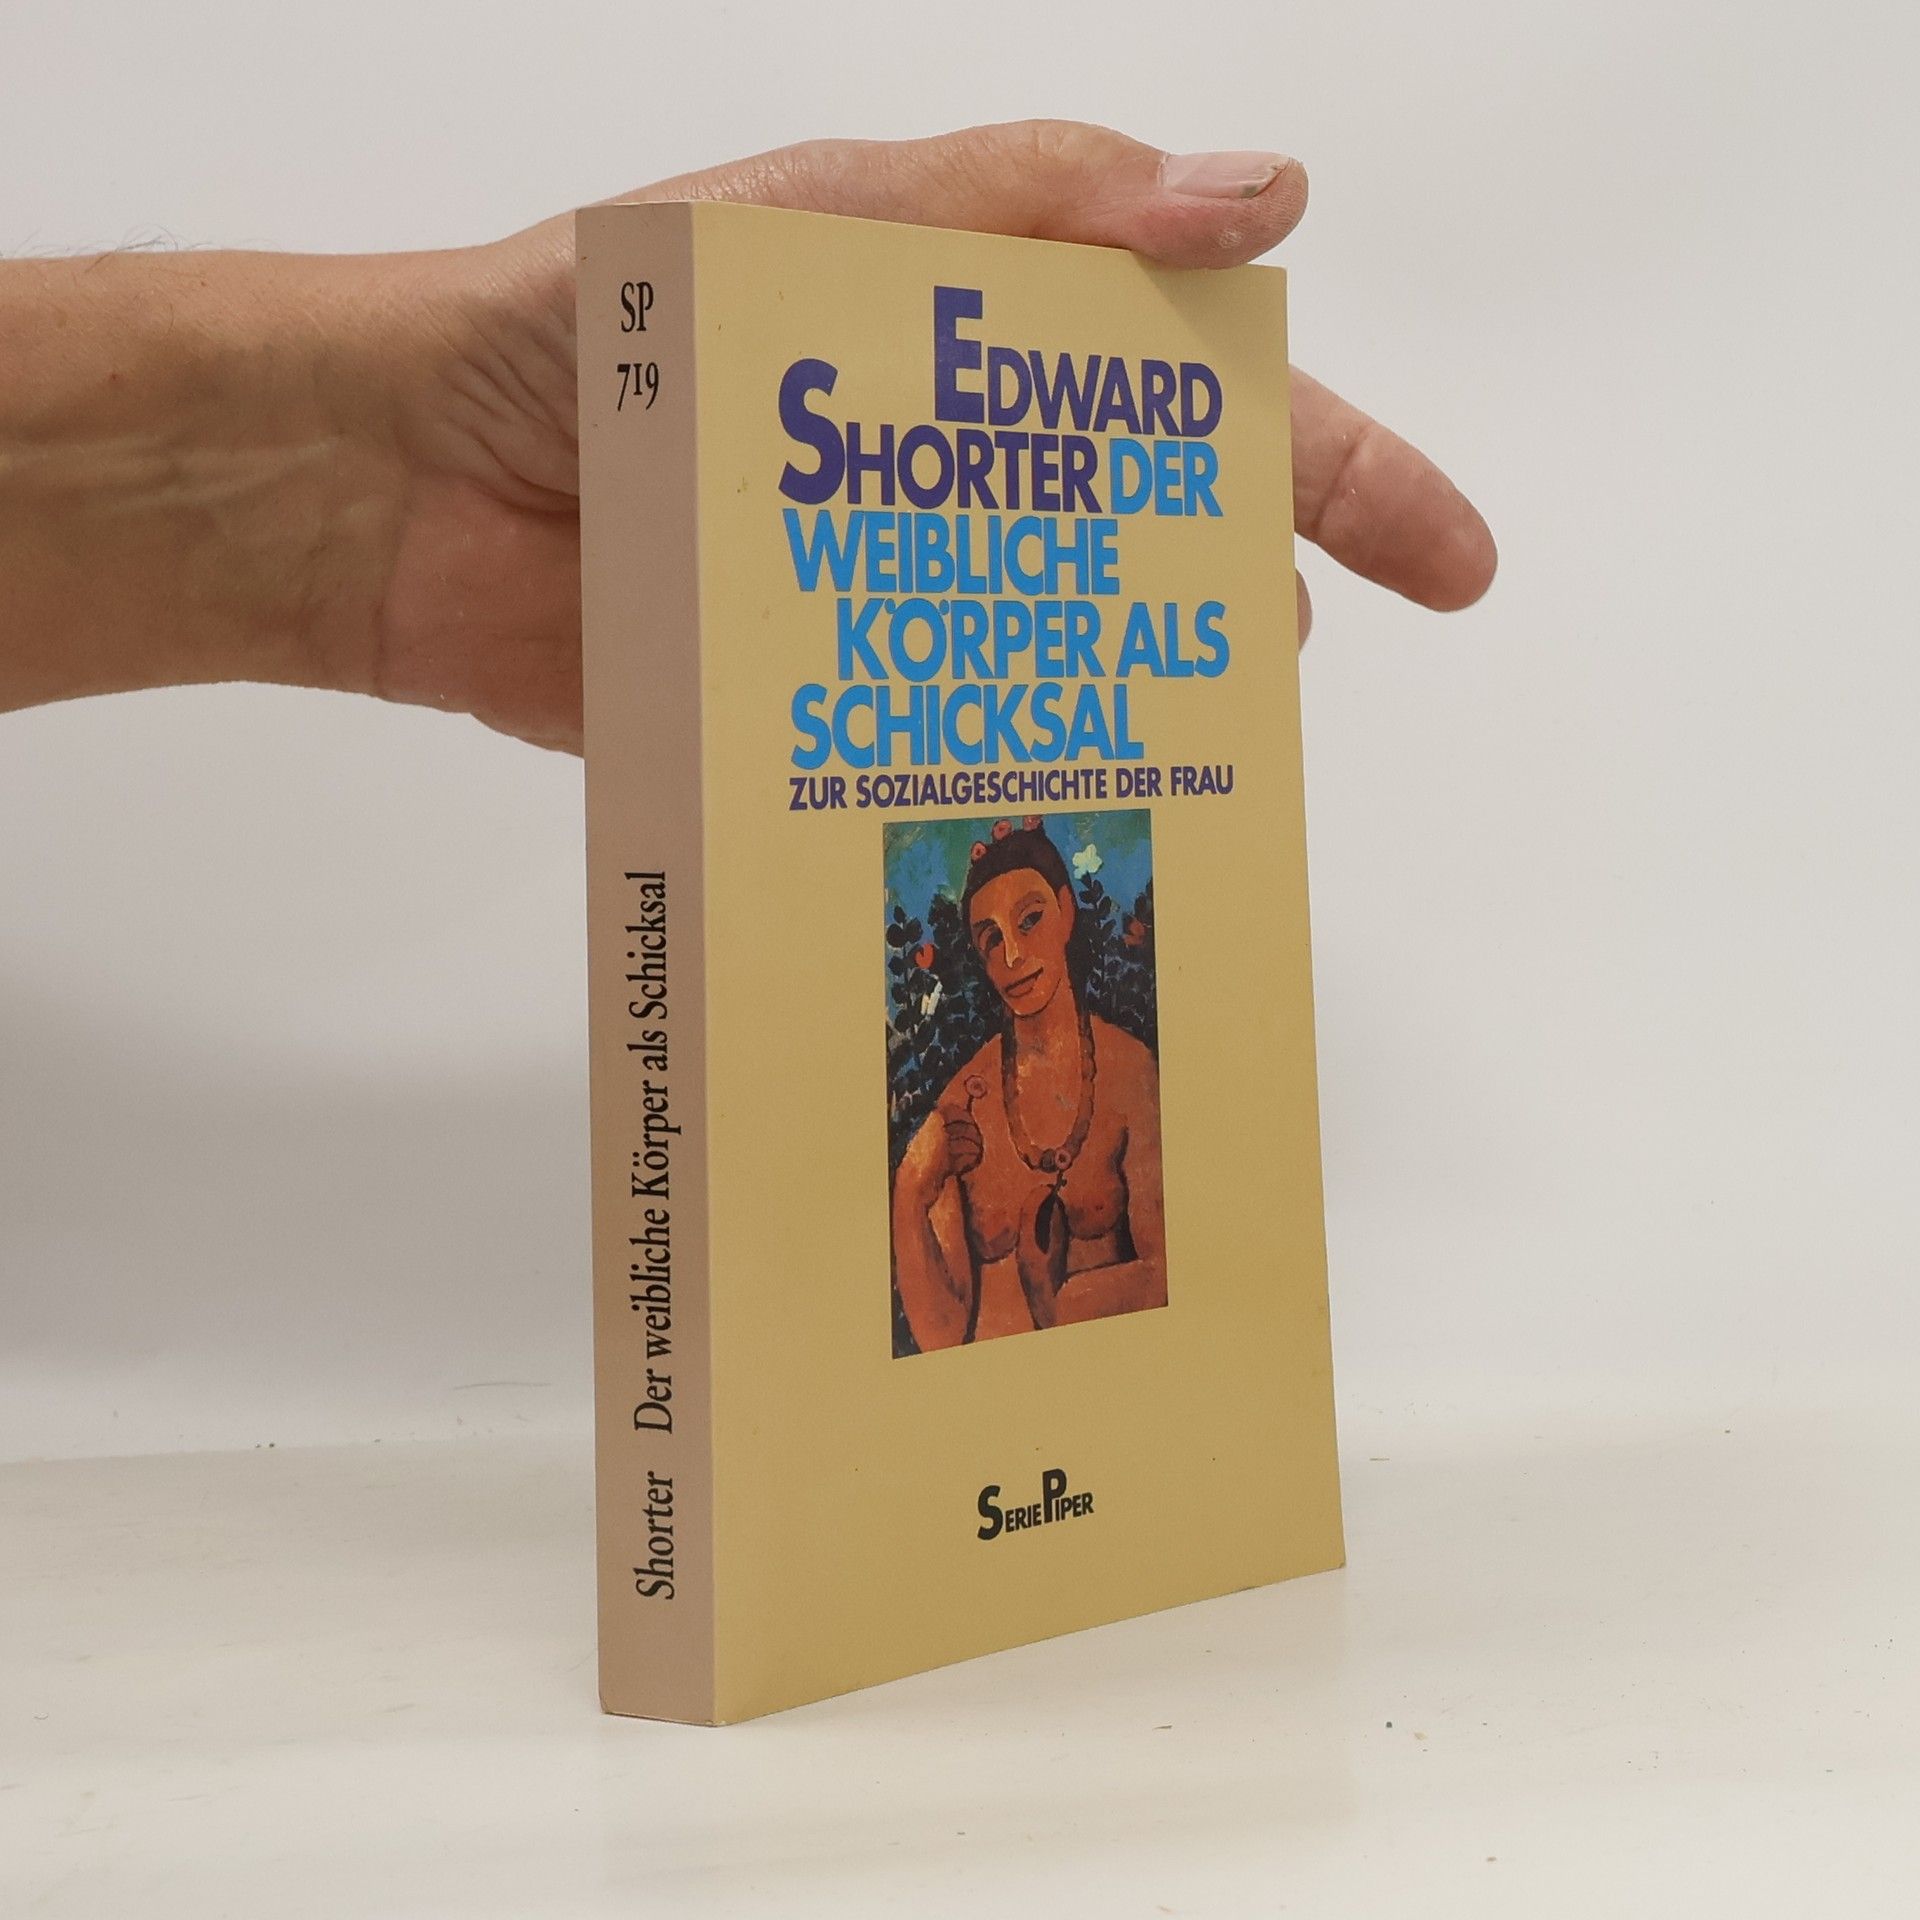 SP
719
Shorter Der weibliche Körper als Schicksal
EDWARD
SHORTER DER
WEIBLICHE
KÖRPER ALS
SCHICKSAL
ZUR SOZIALGESCHICHTE DER FRAU
SERIE PIPER